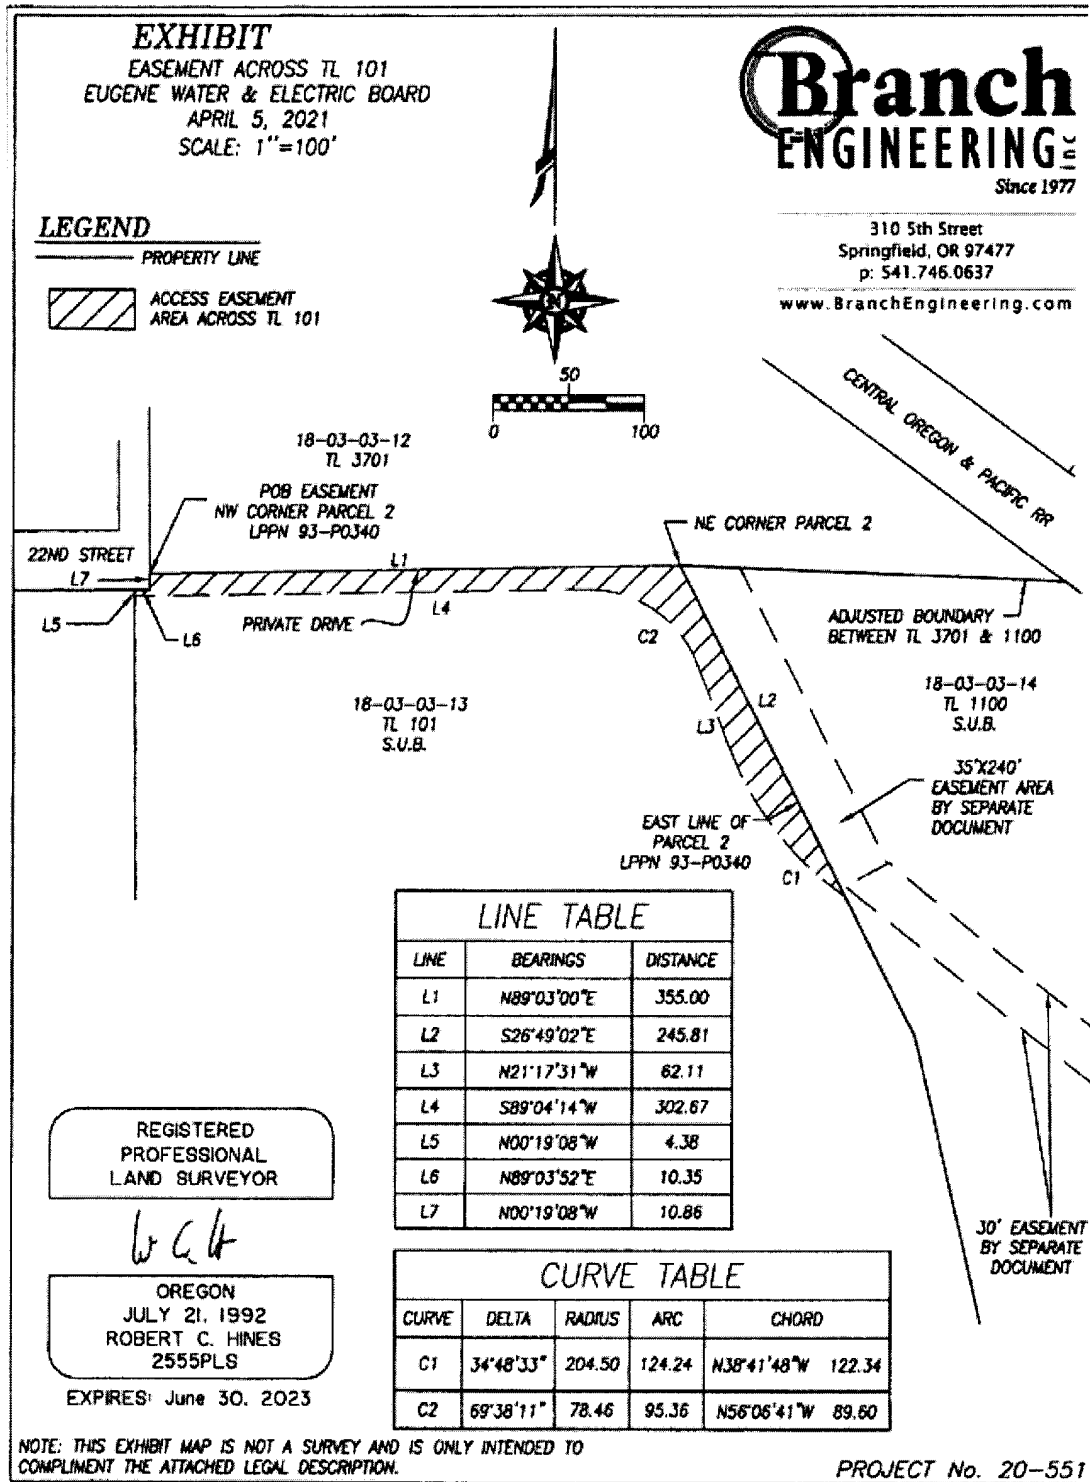 EXHIBIT
EASEMENT ACROSS TL 101
EUGENE WATER & ELECTRIC BOARD
APRIL 5, 2021
SCALE: 1"=100'
Branch
ENGINEERING INC
Since 1977
310 5th Street
Springfield, OR 97477
p: 541.746.0637
www.BranchEngineering.com
LEGEND
PROPERTY LINE
ACCESS EASEMENT
AREA ACROSS TL 101
N
50
0 100
CENTRAL OREGON & PACIFIC RR
18-03-03-12
TL 3701
POB EASEMENT
NW CORNER PARCEL 2
LPPN 93-P0340
NE CORNER PARCEL 2
22ND STREET
L7
L1
L5
L6
PRIVATE DRIVE
L4
C2
ADJUSTED BOUNDARY
BETWEEN TL 3701 & 1100
18-03-03-13
TL 101
S.U.B.
L2
L3
18-03-03-14
TL 1100
S.U.B.
35'X240'
EASEMENT AREA
BY SEPARATE
DOCUMENT
EAST LINE OF
PARCEL 2
LPPN 93-P0340
C1
LINE TABLE
LINE BEARINGS DISTANCE
L1 N89°03'00"E 355.00
L2 S26°49'02"E 245.81
L3 N21°17'31"W 62.11
L4 S89°04'14"W 302.67
L5 N00°19'08"W 4.38
L6 N89°03'52"E 10.35
L7 N00°19'08"W 10.86
30' EASEMENT
BY SEPARATE
DOCUMENT
CURVE TABLE
CURVE DELTA RADIUS ARC CHORD
C1 34°48'33" 204.50 124.24 N38°41'48"W 122.34
C2 69°38'11" 78.46 95.36 N56°06'41"W 89.60
REGISTERED
PROFESSIONAL
LAND SURVEYOR
OREGON
JULY 21, 1992
ROBERT C. HINES
2555PLS
EXPIRES: June 30, 2023
NOTE: THIS EXHIBIT MAP IS NOT A SURVEY AND IS ONLY INTENDED TO
COMPLIMENT THE ATTACHED LEGAL DESCRIPTION.
PROJECT No. 20-551